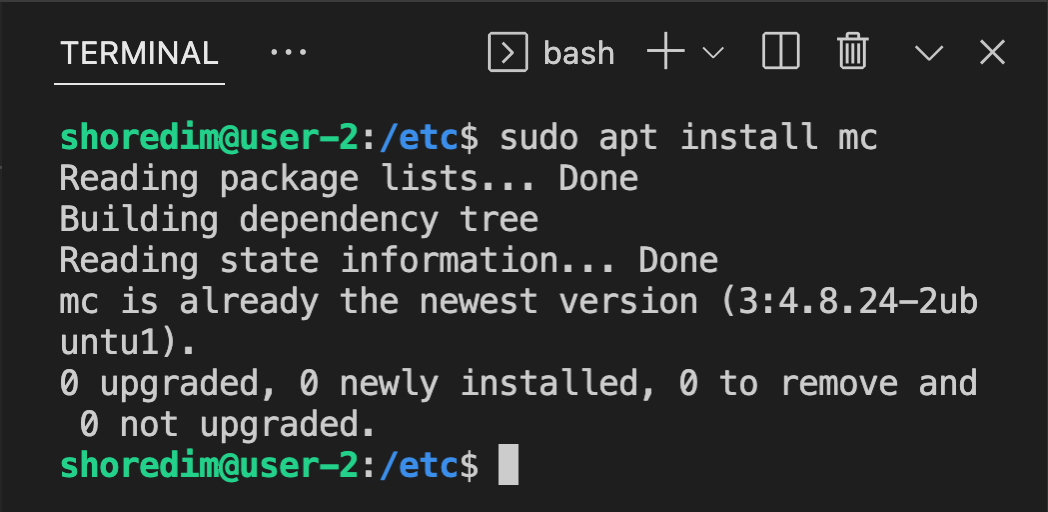 TERMINAL ··· bash
shoredim@user-2:/etc$ sudo apt install mc
Reading package lists... Done
Building dependency tree
Reading state information... Done
mc is already the newest version (3:4.8.24-2ub
untu1).
0 upgraded, 0 newly installed, 0 to remove and
 0 not upgraded.
shoredim@user-2:/etc$